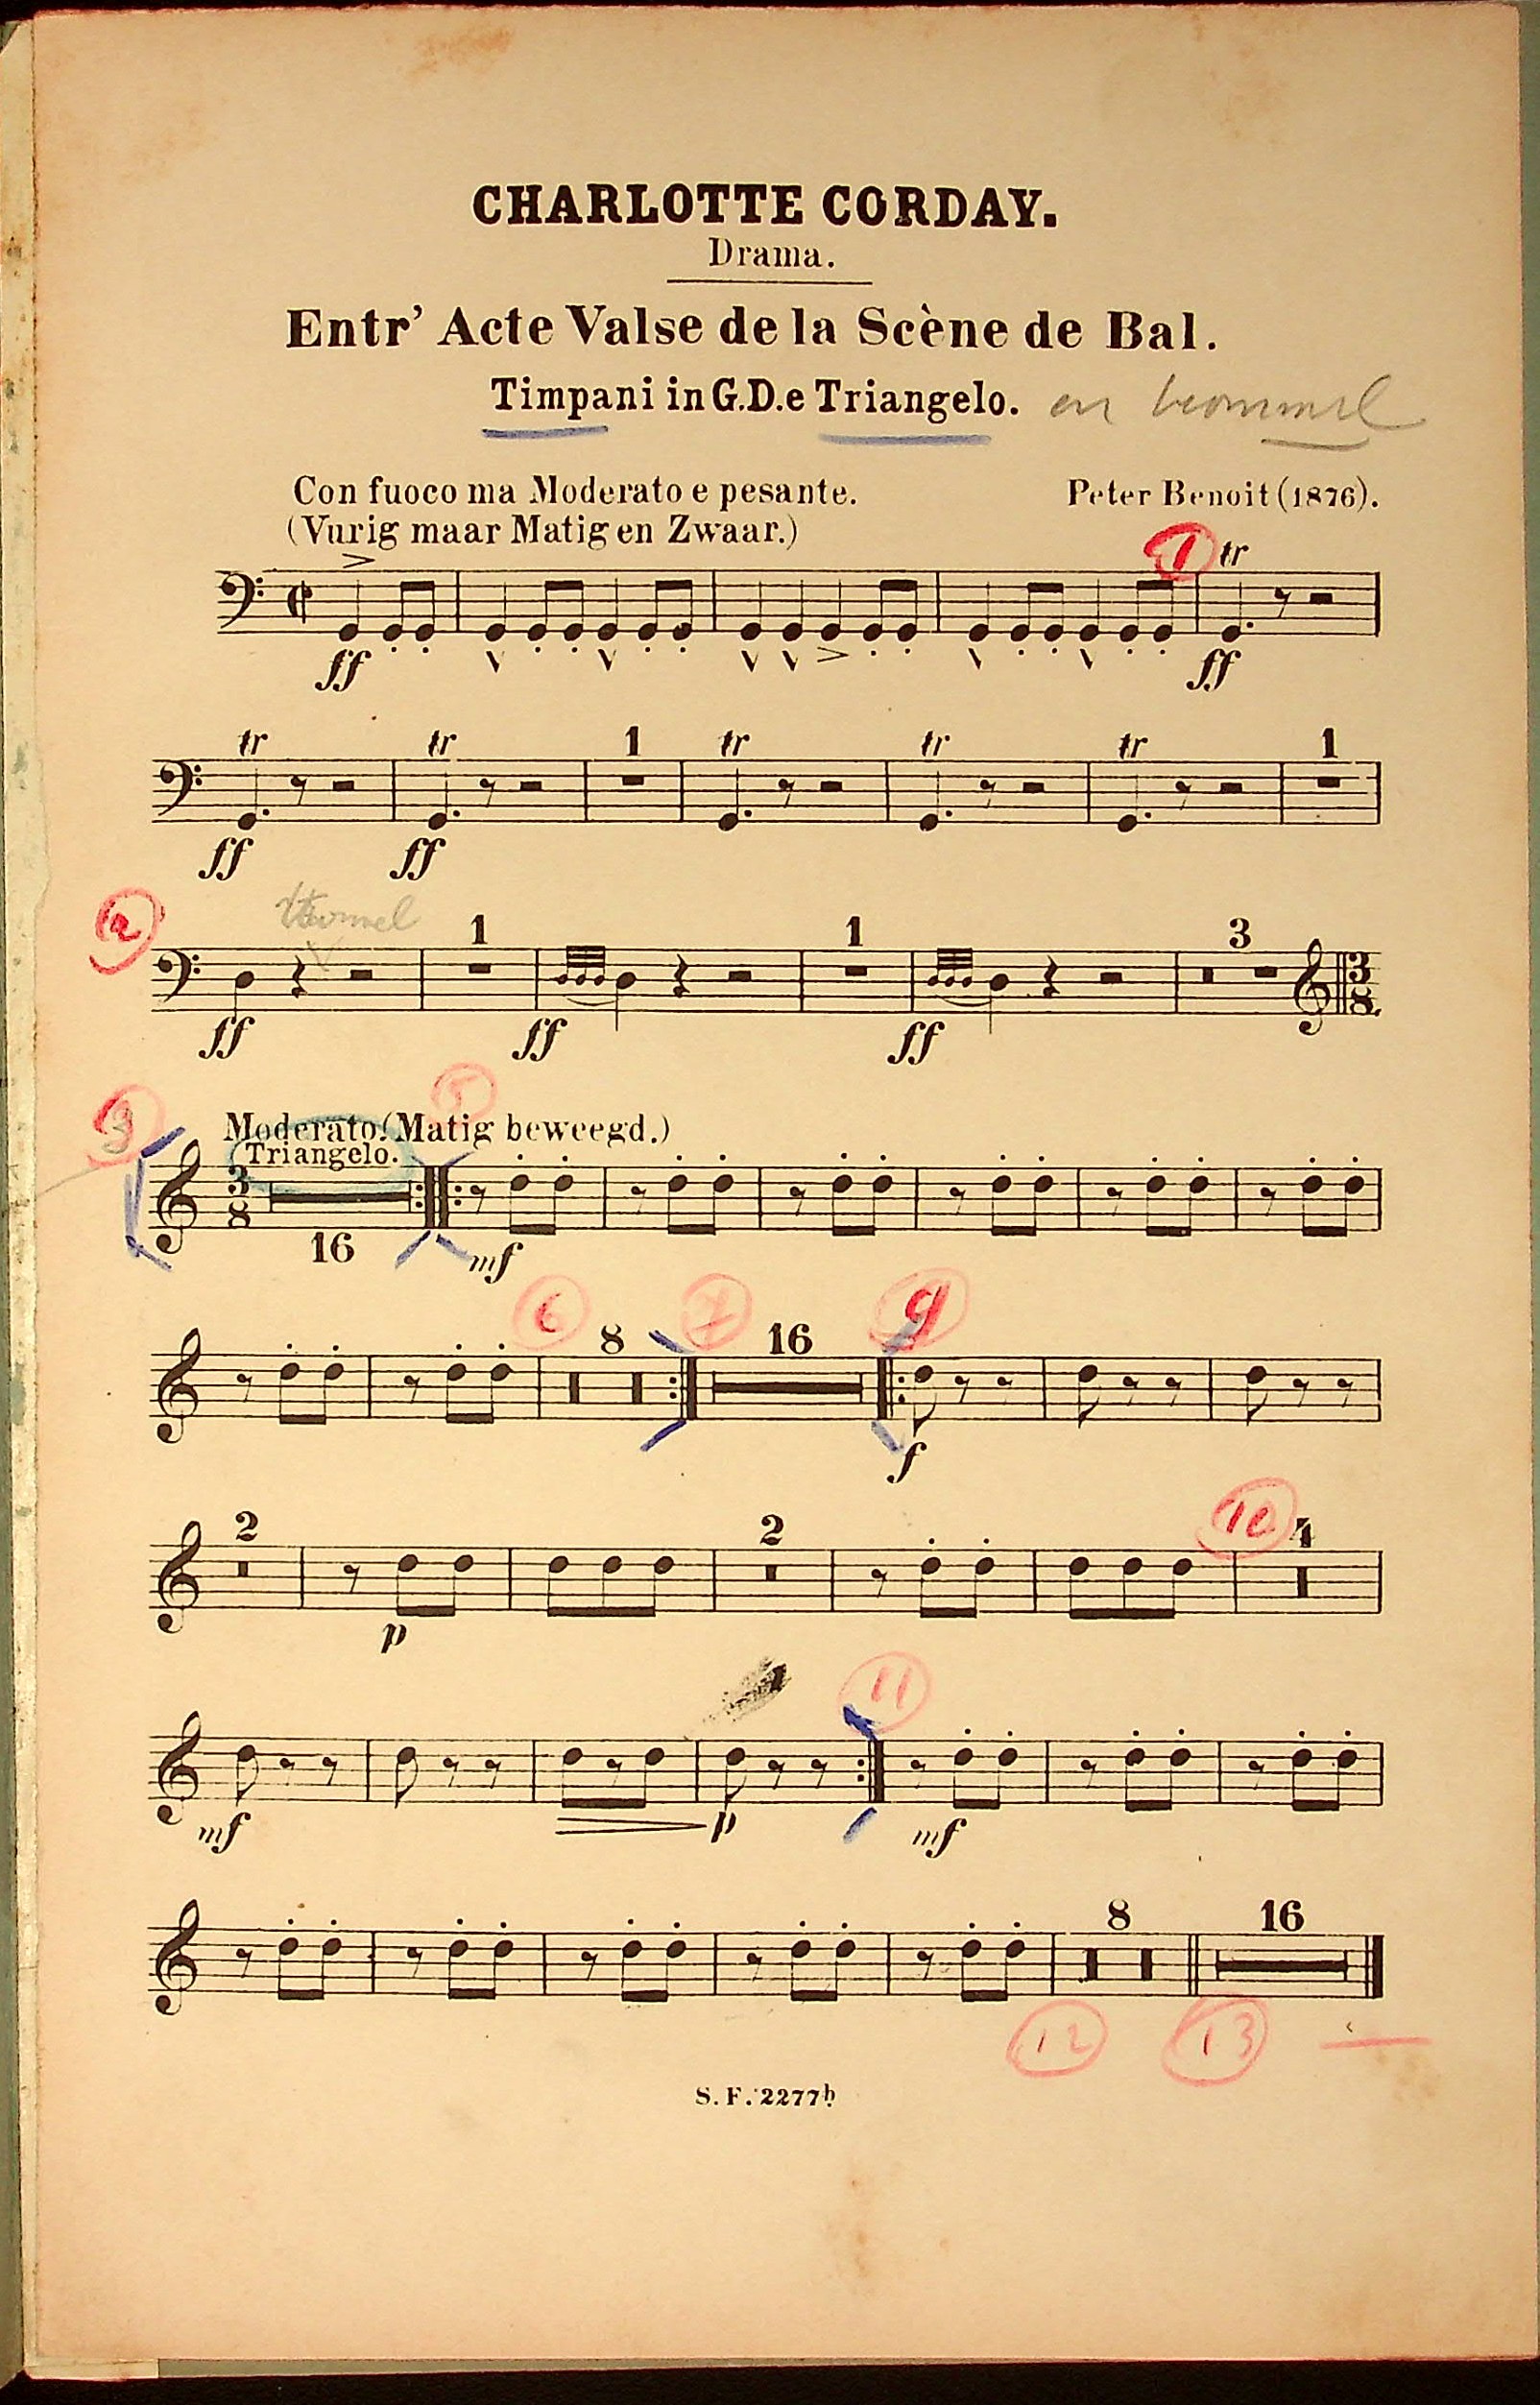 CHARLOTTE CORDAY.
Drama.
Entr' Acte Valse de la Scène de Bal.
Timpani in G.D.e Triangelo. en trommel
Con fuoco ma Moderato e pesante.
Peter Benoit (1876).
(Vurig maar Matig en Zwaar.)
1 tr
ff ff
tr tr 1 tr tr tr 1
ff ff
2 trommel
1 1 3
3 8
ff ff ff
3 5
Moderato. (Matig beweegd.)
Triangelo.
3 8
16 mf
6 8 7 16 9
f
2 2 10 4
p
11
mf p mf
8 16
12 13
S. F. 2277b